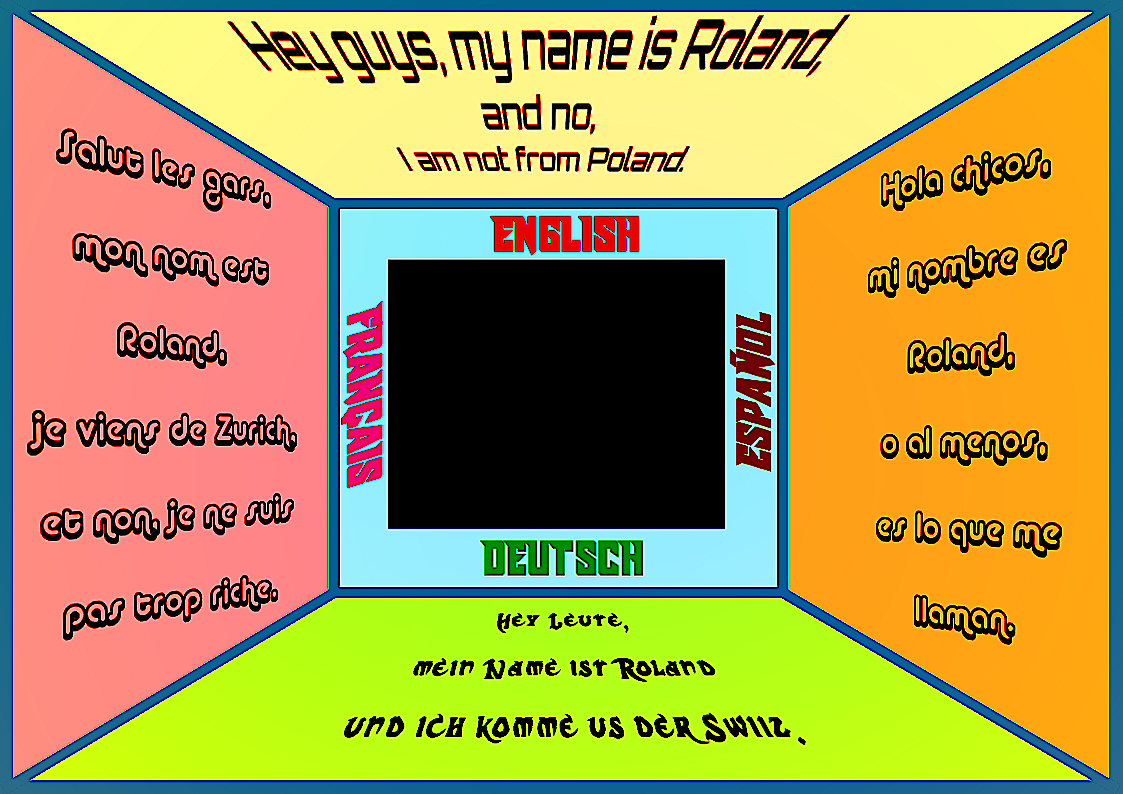 Hey guys, my name is Roland,
and no,
I am not from Poland.
Salut les gars,
mon nom est
Roland,
je viens de Zurich,
et non, je ne suis
pas trop riche.
ENGLISH
FRANÇAIS
ESPAÑOL
DEUTSCH
Hola chicos,
mi nombre es
Roland,
o al menos,
es lo que me
llaman.
Hey Leute,
mein Name ist Roland
und ich komme us der Swiiz.